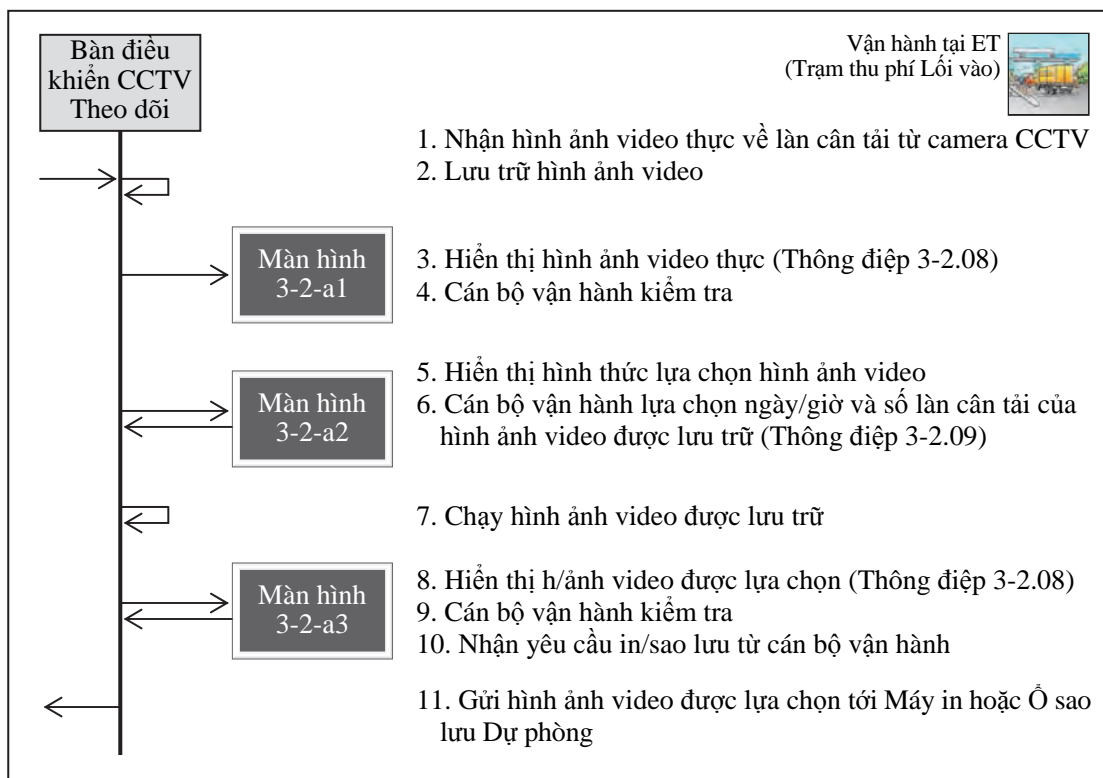 Bàn điều
khiển CCTV
Theo dõi
Vận hành tại ET
(Trạm thu phí Lối vào)
1. Nhận hình ảnh video thực về làn cân tải từ camera CCTV
2. Lưu trữ hình ảnh video
Màn hình
3-2-a1
3. Hiển thị hình ảnh video thực (Thông điệp 3-2.08)
4. Cán bộ vận hành kiểm tra
Màn hình
3-2-a2
5. Hiển thị hình thức lựa chọn hình ảnh video
6. Cán bộ vận hành lựa chọn ngày/giờ và số làn cân tải của
hình ảnh video được lưu trữ (Thông điệp 3-2.09)
7. Chạy hình ảnh video được lưu trữ
Màn hình
3-2-a3
8. Hiển thị h/ảnh video được lựa chọn (Thông điệp 3-2.08)
9. Cán bộ vận hành kiểm tra
10. Nhận yêu cầu in/sao lưu từ cán bộ vận hành
11. Gửi hình ảnh video được lựa chọn tới Máy in hoặc Ổ sao
lưu Dự phòng